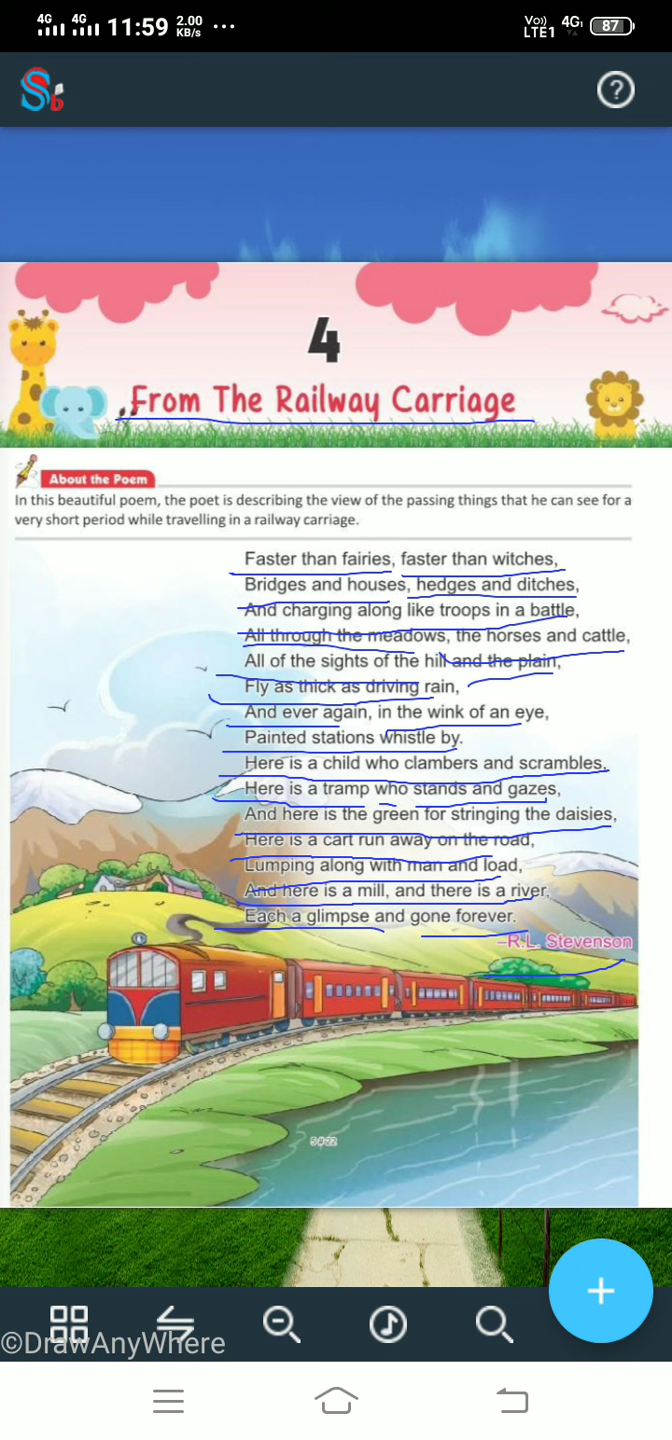 4G 4G 11:59 2.00 KB/s ... Vo)) LTE1 4G 87
Sb ?
4
From The Railway Carriage
About the Poem
In this beautiful poem, the poet is describing the view of the passing things that he can see for a
very short period while travelling in a railway carriage.
Faster than fairies, faster than witches,
Bridges and houses, hedges and ditches,
And charging along like troops in a battle,
All through the meadows, the horses and cattle,
All of the sights of the hill and the plain,
Fly as thick as driving rain,
And ever again, in the wink of an eye,
Painted stations whistle by.
Here is a child who clambers and scrambles,
Here is a tramp who stands and gazes,
And here is the green for stringing the daisies,
Here is a cart run away on the road,
Lumping along with man and load,
And here is a mill, and there is a river,
Each a glimpse and gone forever.
–R.L. Stevenson
5#22
+
©DrawAnyWhere